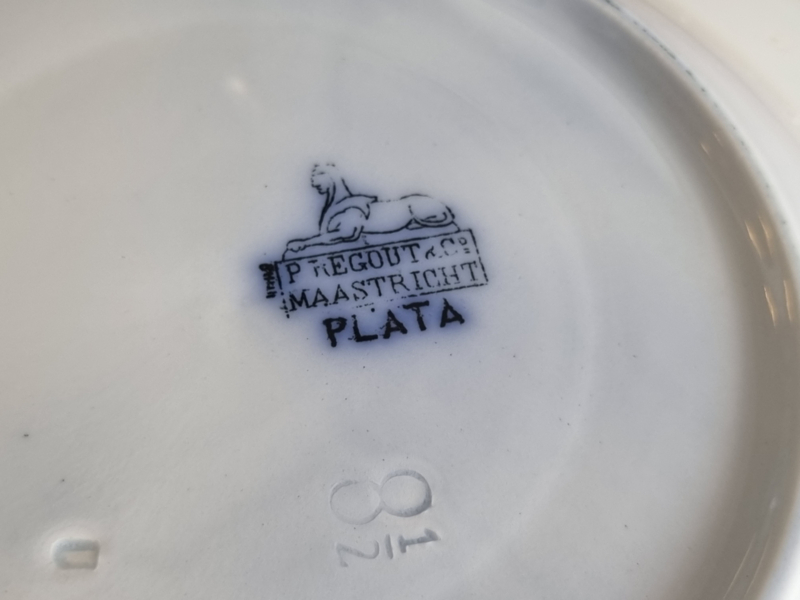 P REGOUT & Cº
MAASTRICHT
PLATA
8 1/2